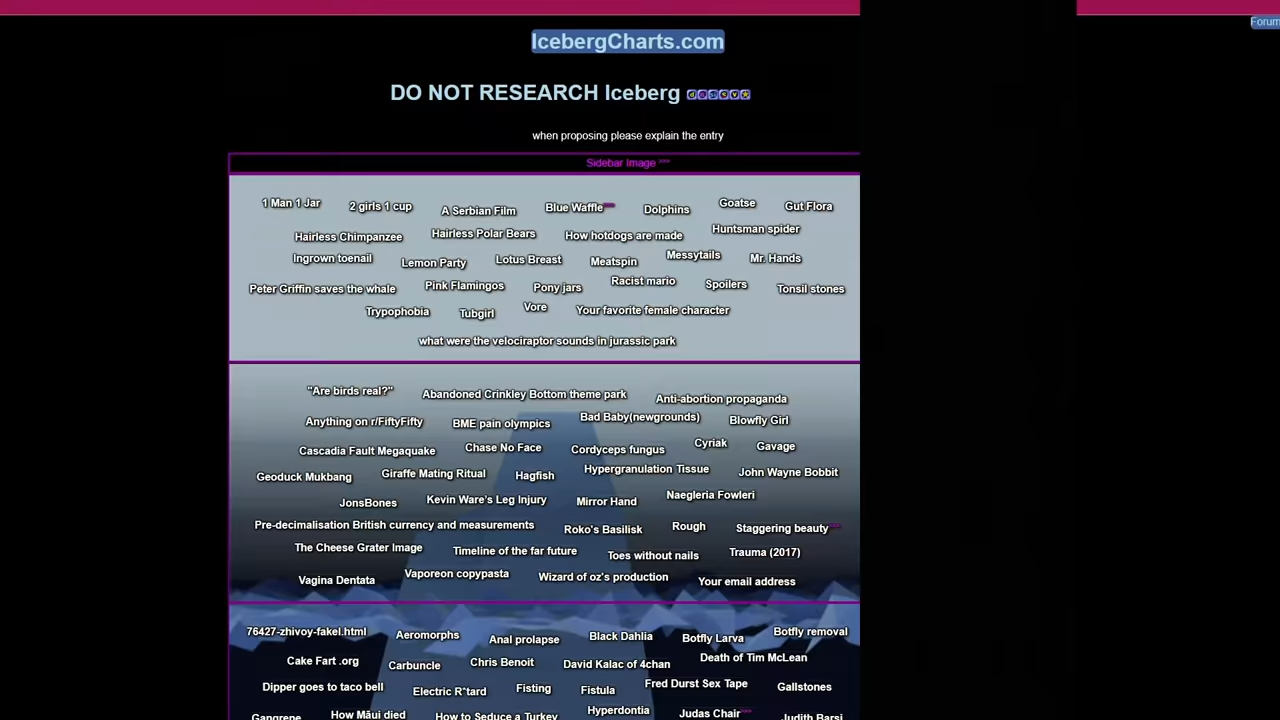 Forum
IcebergCharts.com
DO NOT RESEARCH Iceberg
when proposing please explain the entry
Sidebar Image >>>
1 Man 1 Jar 2 girls 1 cup A Serbian Film Blue Waffle>>> Dolphins Goatse Gut Flora
Hairless Chimpanzee Hairless Polar Bears How hotdogs are made Huntsman spider
Ingrown toenail Lemon Party Lotus Breast Meatspin Messytails Mr. Hands
Peter Griffin saves the whale Pink Flamingos Pony jars Racist mario Spoilers Tonsil stones
Trypophobia Tubgirl Vore Your favorite female character
what were the velociraptor sounds in jurassic park
"Are birds real?" Abandoned Crinkley Bottom theme park Anti-abortion propaganda
Anything on r/FiftyFifty BME pain olympics Bad Baby(newgrounds) Blowfly Girl
Cascadia Fault Megaquake Chase No Face Cordyceps fungus Cyriak Gavage
Geoduck Mukbang Giraffe Mating Ritual Hagfish Hypergranulation Tissue John Wayne Bobbit
JonsBones Kevin Ware's Leg Injury Mirror Hand Naegleria Fowleri
Pre-decimalisation British currency and measurements Roko's Basilisk Rough Staggering beauty>>>
The Cheese Grater Image Timeline of the far future Toes without nails Trauma (2017)
Vagina Dentata Vaporeon copypasta Wizard of oz's production Your email address
76427-zhivoy-fakel.html Aeromorphs Anal prolapse Black Dahlia Botfly Larva Botfly removal
Cake Fart .org Carbuncle Chris Benoit David Kalac of 4chan Death of Tim McLean
Dipper goes to taco bell Electric R*tard Fisting Fistula Fred Durst Sex Tape Gallstones
Gangrene How Māui died How to Seduce a Turkey Hyperdontia Judas Chair>>> Judith Barsi